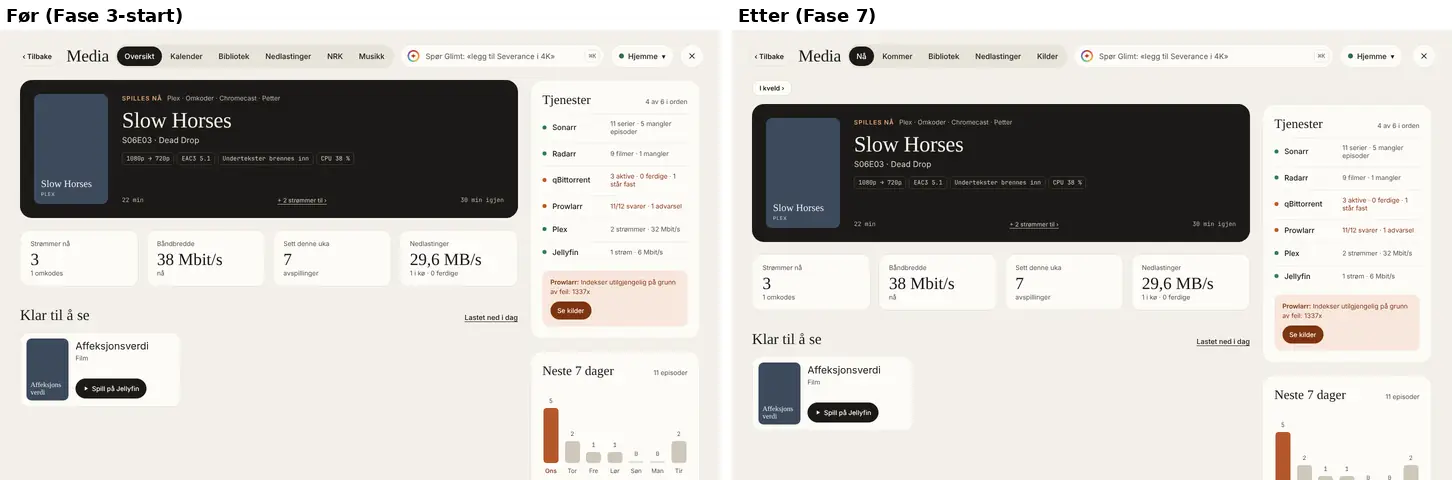 Før (Fase 3-start)
‹ Tilbake Media Oversikt Kalender Bibliotek Nedlastinger NRK Musikk Spør Glimt: «legg til Severance i 4K» ⌘K Hjemme ▾ ✕
SPILLES NÅ Plex · Omkoder · Chromecast · Petter
Slow Horses
S06E03 · Dead Drop
1080p → 720p EAC3 5.1 Undertekster brennes inn CPU 38 %
Slow Horses
PLEX
22 min + 2 strømmer til › 30 min igjen
Strømmer nå
3
1 omkodes
Båndbredde
38 Mbit/s
nå
Sett denne uka
7
avspillinger
Nedlastinger
29,6 MB/s
1 i kø · 0 ferdige
Klar til å se Lastet ned i dag
Affeksjons
verdi
Affeksjonsverdi
Film
Spill på Jellyfin
Tjenester 4 av 6 i orden
Sonarr 11 serier · 5 mangler
episoder
Radarr 9 filmer · 1 mangler
qBittorrent 3 aktive · 0 ferdige · 1
står fast
Prowlarr 11/12 svarer · 1 advarsel
Plex 2 strømmer · 32 Mbit/s
Jellyfin 1 strøm · 6 Mbit/s
Prowlarr: Indekser utilgjengelig på grunn
av feil: 1337x
Se kilder
Neste 7 dager 11 episoder
5 2 1 1 0 0 2
Ons Tor Fre Lør Søn Man Tir
Etter (Fase 7)
‹ Tilbake Media Nå Kommer Bibliotek Nedlastinger Kilder Spør Glimt: «legg til Severance i 4K» ⌘K Hjemme ▾ ✕
I kveld ›
SPILLES NÅ Plex · Omkoder · Chromecast · Petter
Slow Horses
S06E03 · Dead Drop
1080p → 720p EAC3 5.1 Undertekster brennes inn CPU 38 %
Slow Horses
PLEX
22 min + 2 strømmer til › 30 min igjen
Strømmer nå
3
1 omkodes
Båndbredde
38 Mbit/s
nå
Sett denne uka
7
avspillinger
Nedlastinger
29,6 MB/s
1 i kø · 0 ferdige
Klar til å se Lastet ned i dag
Affeksjons
verdi
Affeksjonsverdi
Film
Spill på Jellyfin
Tjenester 4 av 6 i orden
Sonarr 11 serier · 5 mangler
episoder
Radarr 9 filmer · 1 mangler
qBittorrent 3 aktive · 0 ferdige · 1
står fast
Prowlarr 11/12 svarer · 1 advarsel
Plex 2 strømmer · 32 Mbit/s
Jellyfin 1 strøm · 6 Mbit/s
Prowlarr: Indekser utilgjengelig på grunn
av feil: 1337x
Se kilder
Neste 7 dager 11 episoder
5 2 1 1 0 0 2